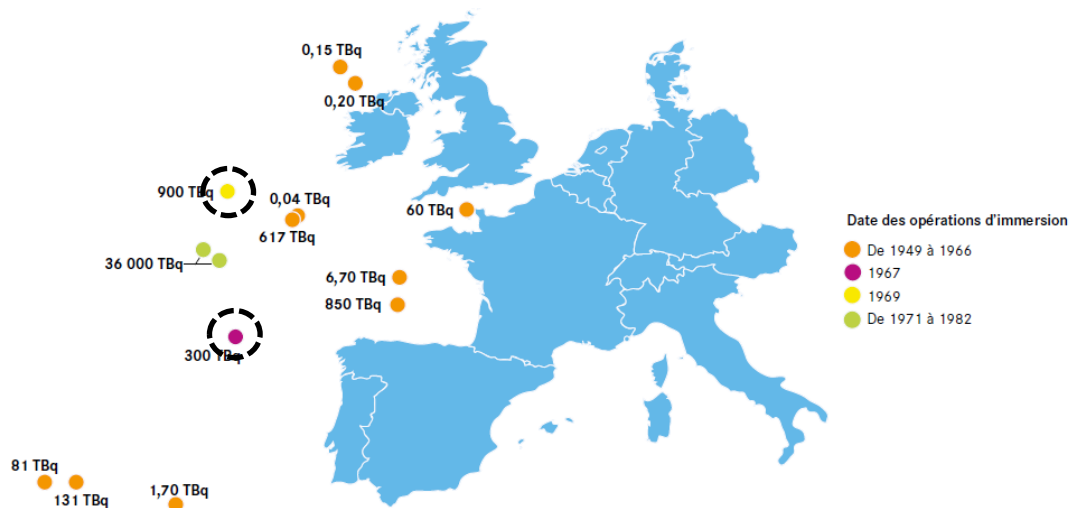 0,15 TBq
0,20 TBq
900 TBq
0,04 TBq
617 TBq
60 TBq
36 000 TBq
6,70 TBq
850 TBq
300 TBq
81 TBq
131 TBq
1,70 TBq
Date des opérations d'immersion
De 1949 à 1966
1967
1969
De 1971 à 1982